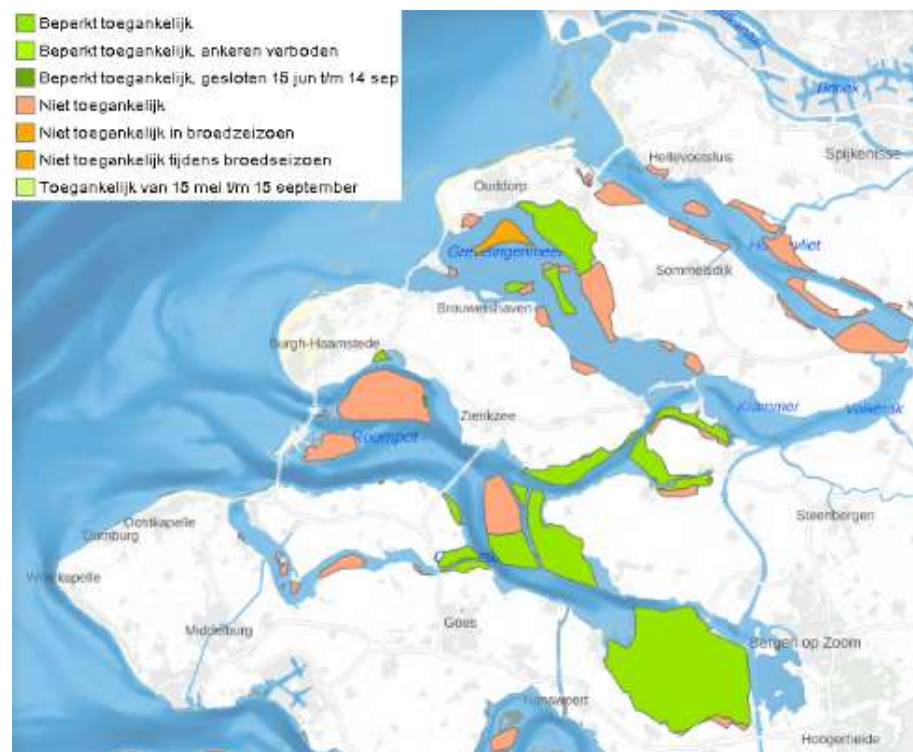 Beperkt toegankelijk
Beperkt toegankelijk, ankeren verboden
Beperkt toegankelijk, gesloten 15 jun t/m 14 sep
Niet toegankelijk
Niet toegankelijk in broedzeizoen
Niet toegankelijk tijdens broedseizoen
Toegankelijk van 15 mei t/m 15 september
Hellevoetsluis
Spijkenisse
Ouddorp
Grevelingenmeer
Sommelsdijk
Brouwershaven
Burgh-Haamstede
Krammer
Volkerak
Zierikzee
Roompot
Oostkapelle
Domburg
Steenbergen
Westkapelle
Middelburg
Goes
Bergen op Zoom
Hansweert
Hoogerheide